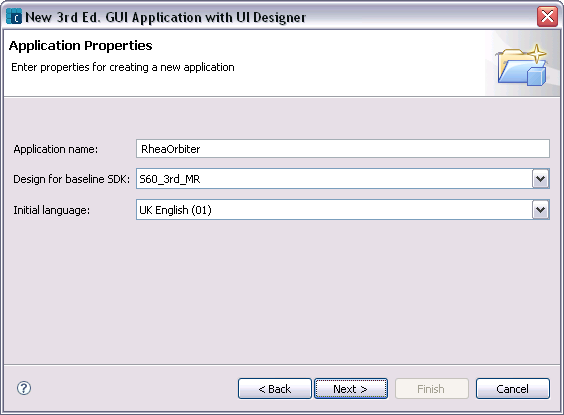 New 3rd Ed. GUI Application with UI Designer
Application Properties
Enter properties for creating a new application
Application name: RheaOrbiter
Design for baseline SDK: S60_3rd_MR
Initial language: UK English (01)
? < Back Next > Finish Cancel